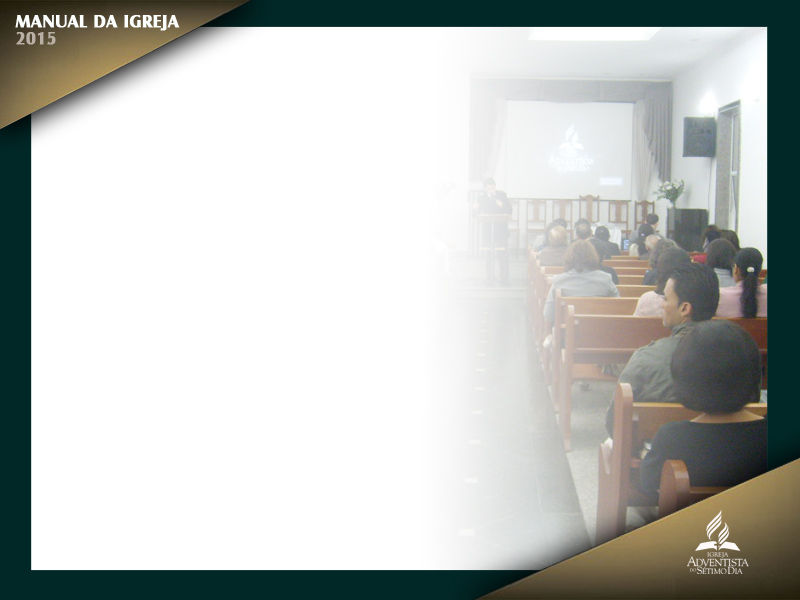 MANUAL DA IGREJA
2015
IGREJA
ADVENTISTA
DO SÉTIMO DIA